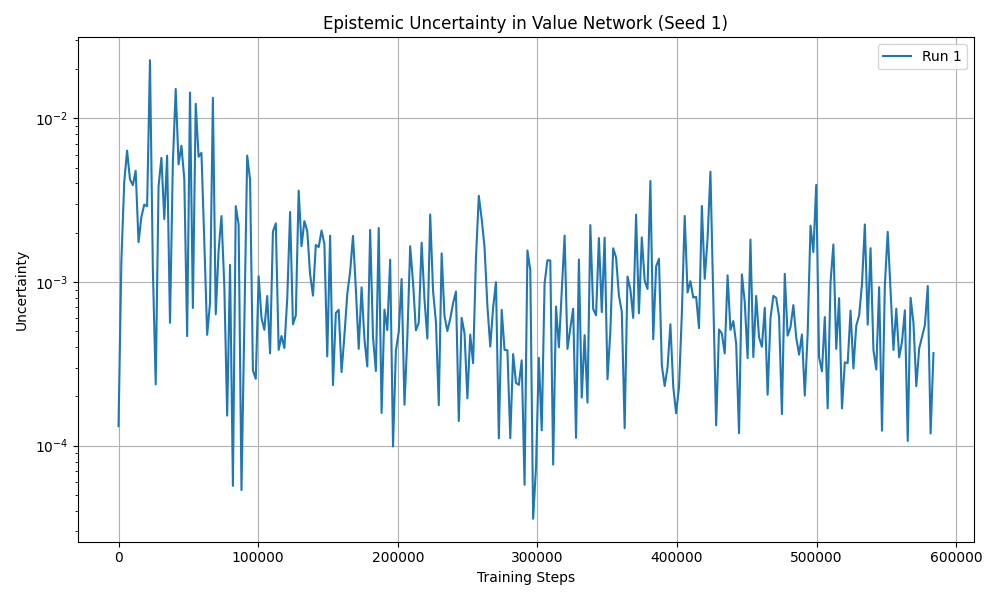 Epistemic Uncertainty in Value Network (Seed 1)
Run 1
Uncertainty
10⁻²
10⁻³
10⁻⁴
0 100000 200000 300000 400000 500000 600000
Training Steps